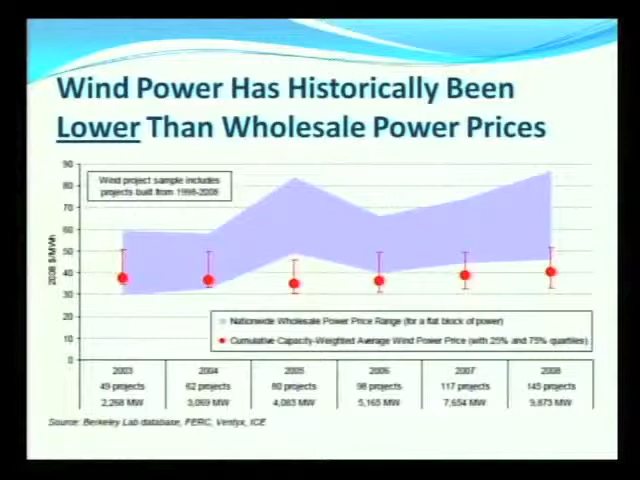 Wind Power Has Historically Been
Lower Than Wholesale Power Prices
Wind project sample includes
projects built from 1998-2008
2008 $/MWh
90
80
70
60
50
40
30
20
10
0
Nationwide Wholesale Power Price Range (for a flat block of power)
Cumulative Capacity-Weighted Average Wind Power Price (with 25% and 75% quartiles)
2003 2004 2005 2006 2007 2008
49 projects 62 projects 80 projects 98 projects 117 projects 145 projects
2,268 MW 3,069 MW 4,083 MW 5,165 MW 7,654 MW 9,873 MW
Source: Berkeley Lab database, FERC, Ventyx, ICE